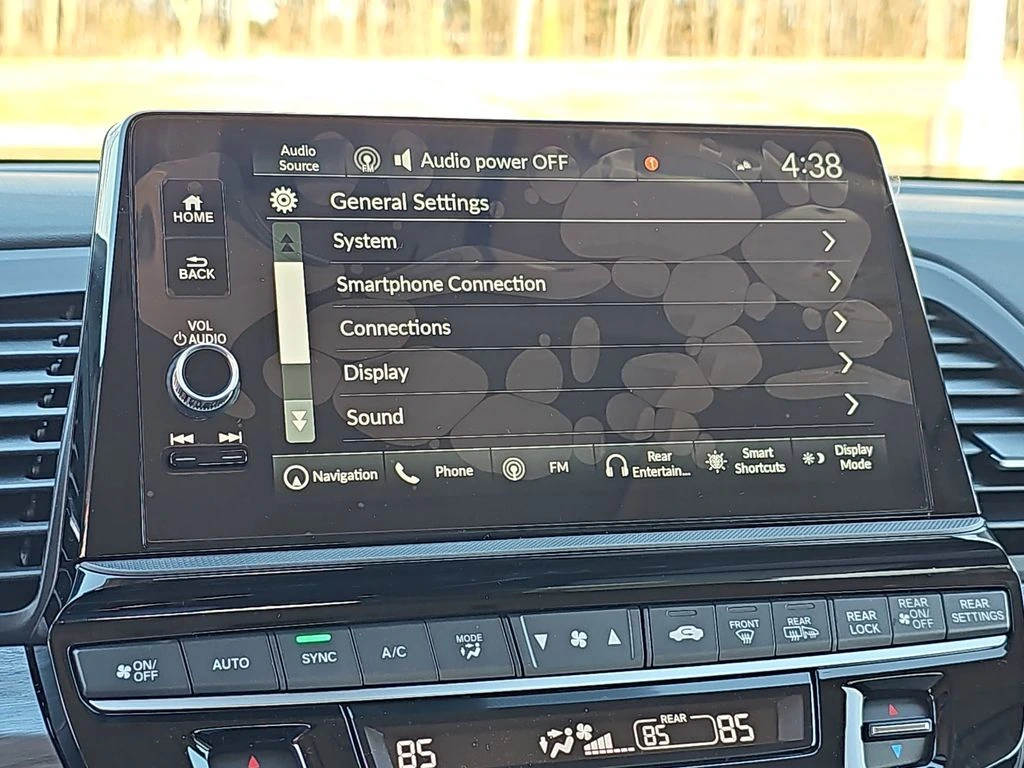 Audio
Source
FM
Audio power OFF
1
4:38
HOME
General Settings
System
BACK
Smartphone Connection
Connections
VOL
AUDIO
Display
Sound
Navigation
Phone
FM
Rear
Entertain...
Smart
Shortcuts
Display
Mode
ON/
OFF
AUTO
SYNC
A/C
MODE
FRONT
REAR
REAR
LOCK
REAR
ON/
OFF
REAR
SETTINGS
85
REAR
85
85